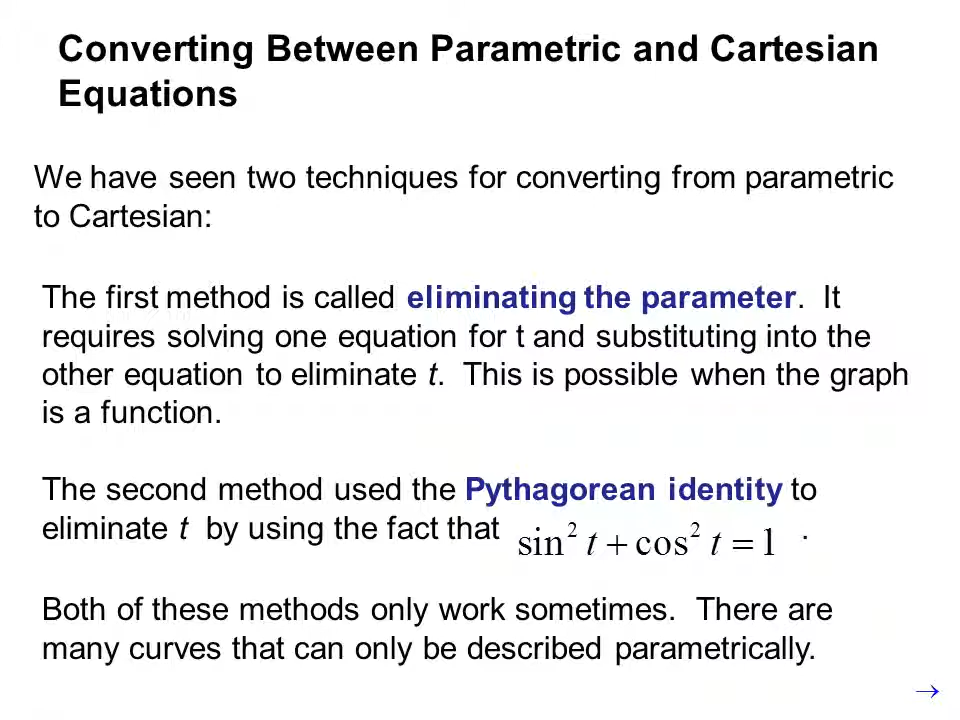 Converting Between Parametric and Cartesian
Equations
We have seen two techniques for converting from parametric
to Cartesian:
The first method is called eliminating the parameter.  It
requires solving one equation for t and substituting into the
other equation to eliminate t.  This is possible when the graph
is a function.
The second method used the Pythagorean identity to
eliminate t  by using the fact that sin² t + cos² t = 1 .
Both of these methods only work sometimes.  There are
many curves that can only be described parametrically.
→